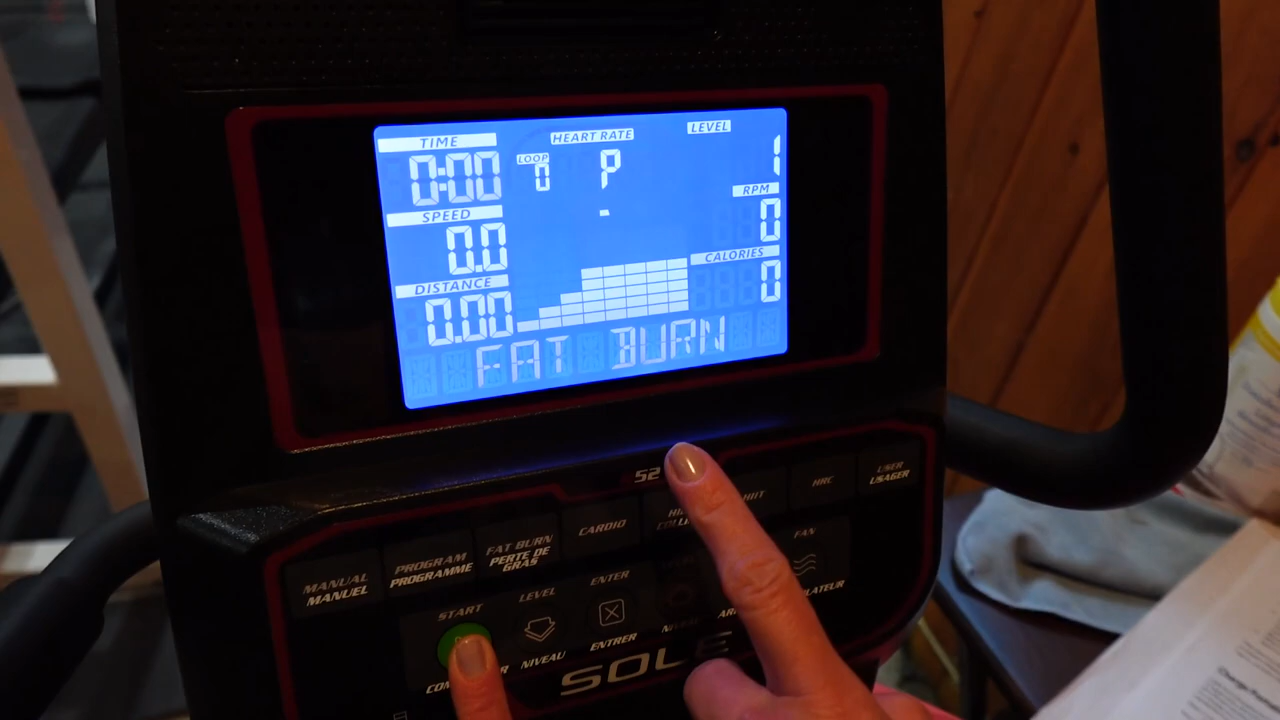 TIME
HEART RATE
LEVEL
0:00
LOOP
0
P
1
SPEED
RPM
0.0
0
DISTANCE
CALORIES
0.00
0
FAT BURN
MANUAL
MANUEL
PROGRAM
PROGRAMME
FAT BURN
PERTE DE
GRAS
CARDIO
HIIT
HRC
USER
USAGER
START
LEVEL
NIVEAU
ENTER
ENTRER
FAN
SOLE